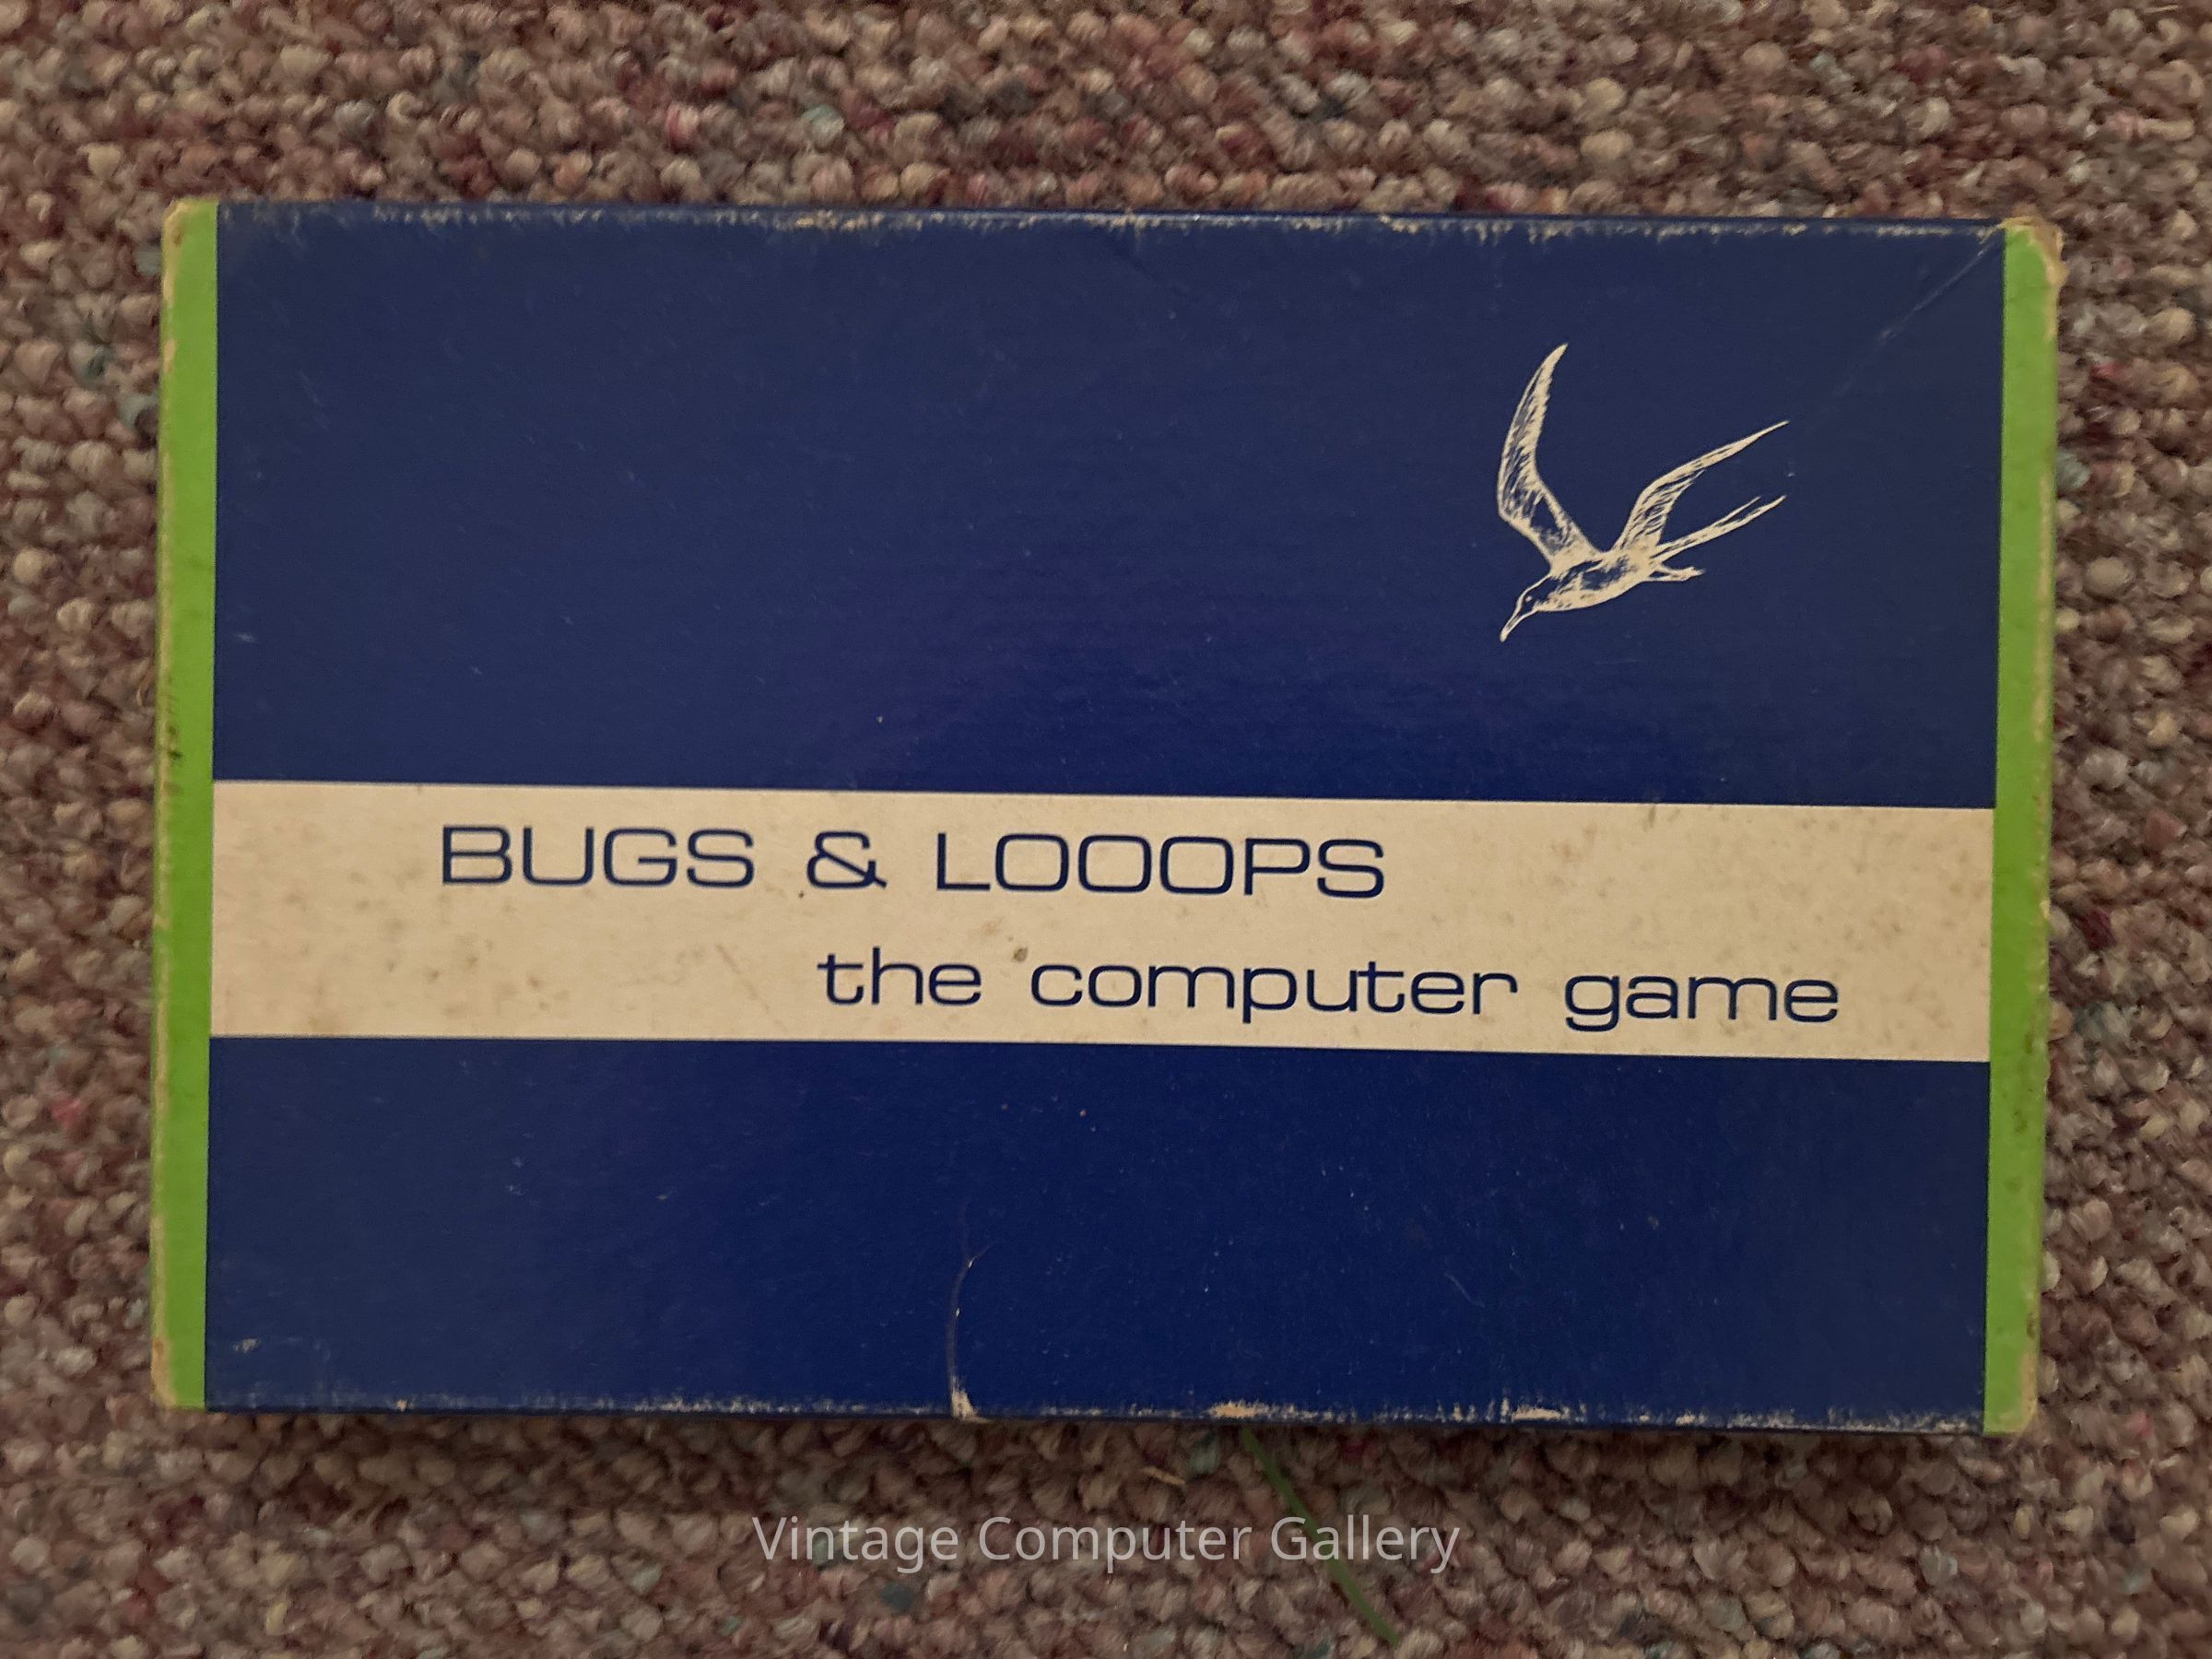 BUGS & LOOOPS
the computer game
Vintage Computer Gallery